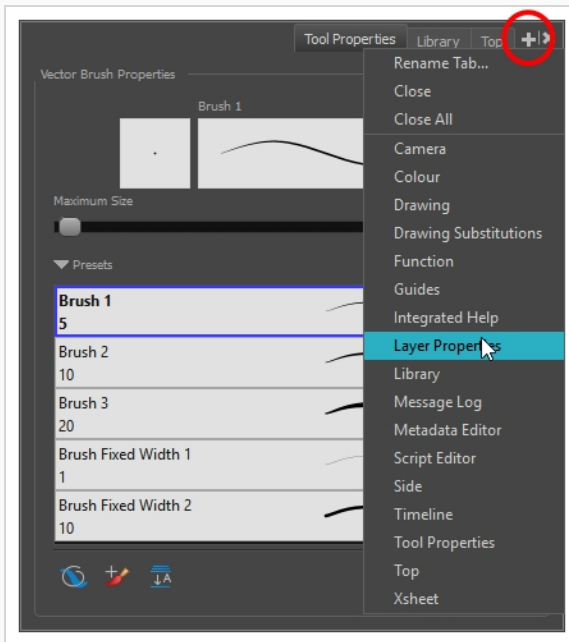 Tool Properties Library Top
Rename Tab...
Vector Brush Properties
Close
Brush 1
Close All
Camera
Colour
Maximum Size
Drawing
Drawing Substitutions
Presets
Function
Guides
Brush 1
5
Integrated Help
Brush 2
10
Layer Properties
Library
Brush 3
20
Message Log
Metadata Editor
Brush Fixed Width 1
1
Script Editor
Side
Brush Fixed Width 2
10
Timeline
Tool Properties
Top
Xsheet